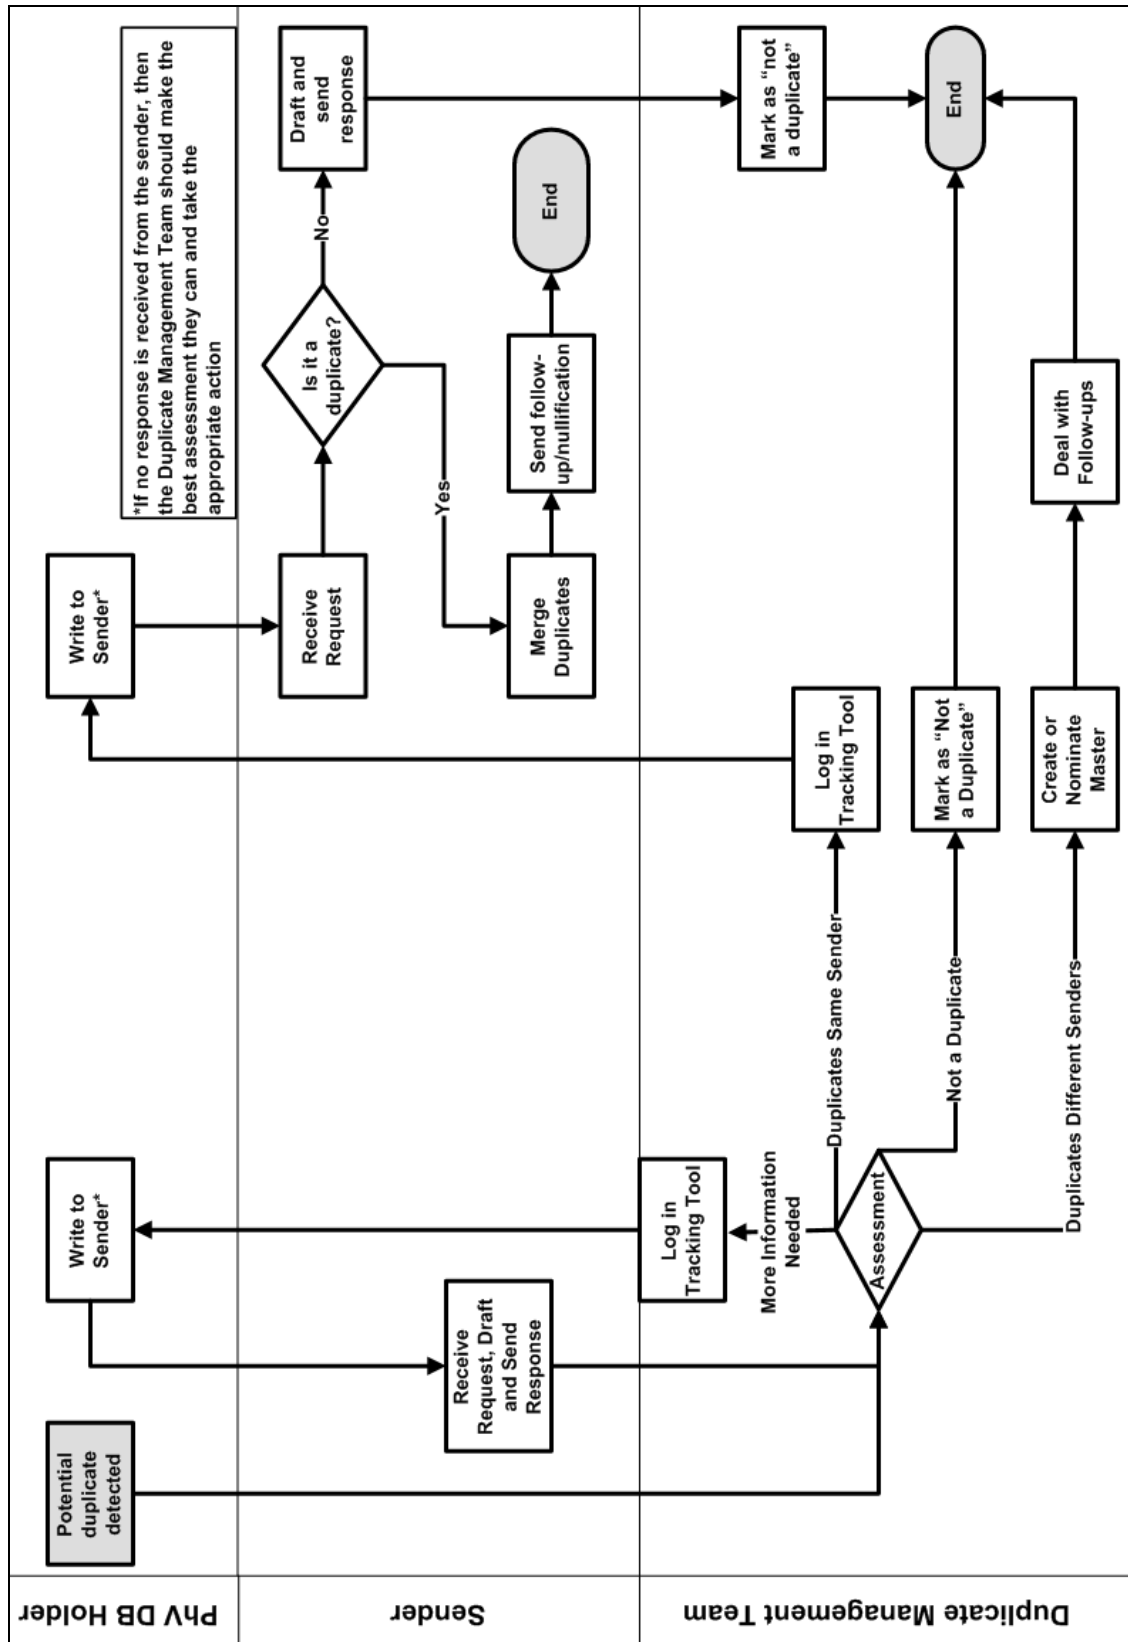 PhV DB Holder
Potential
duplicate
detected
Write to
Sender*
Write to
Sender*
*If no response is received from the sender, then
the Duplicate Management Team should make the
best assessment they can and take the
appropriate action
Sender
Receive
Request, Draft
and Send
Response
Receive
Request
Is it a
duplicate?
No
Draft and
send
response
Yes
Merge
Duplicates
Send follow-
up/nullification
End
Duplicate Management Team
Log in
Tracking Tool
More Information
Needed
Assessment
Duplicates Same Sender
Log in
Tracking Tool
Not a Duplicate
Mark as “Not
a Duplicate”
Duplicates Different Senders
Create or
Nominate
Master
Deal with
Follow-ups
Mark as “not
a duplicate”
End